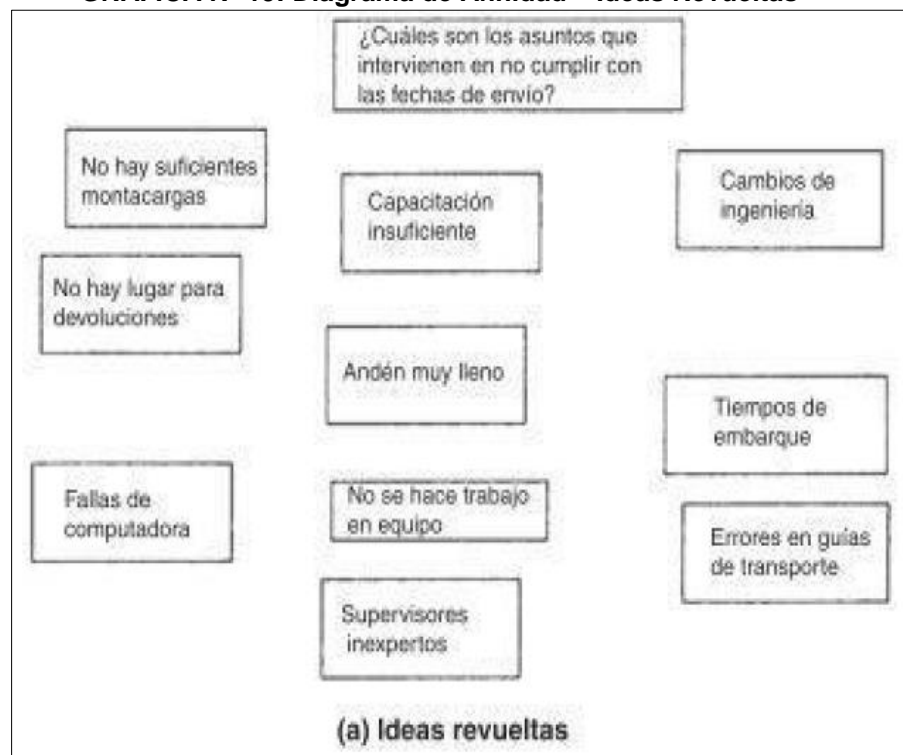 ¿Cuáles son los asuntos que
intervienen en no cumplir con
las fechas de envío?
No hay suficientes
montacargas
Capacitación
insuficiente
Cambios de
ingeniería
No hay lugar para
devoluciones
Andén muy lleno
Tiempos de
embarque
Fallas de
computadora
No se hace trabajo
en equipo
Errores en guías
de transporte
Supervisores
inexpertos
(a) Ideas revueltas